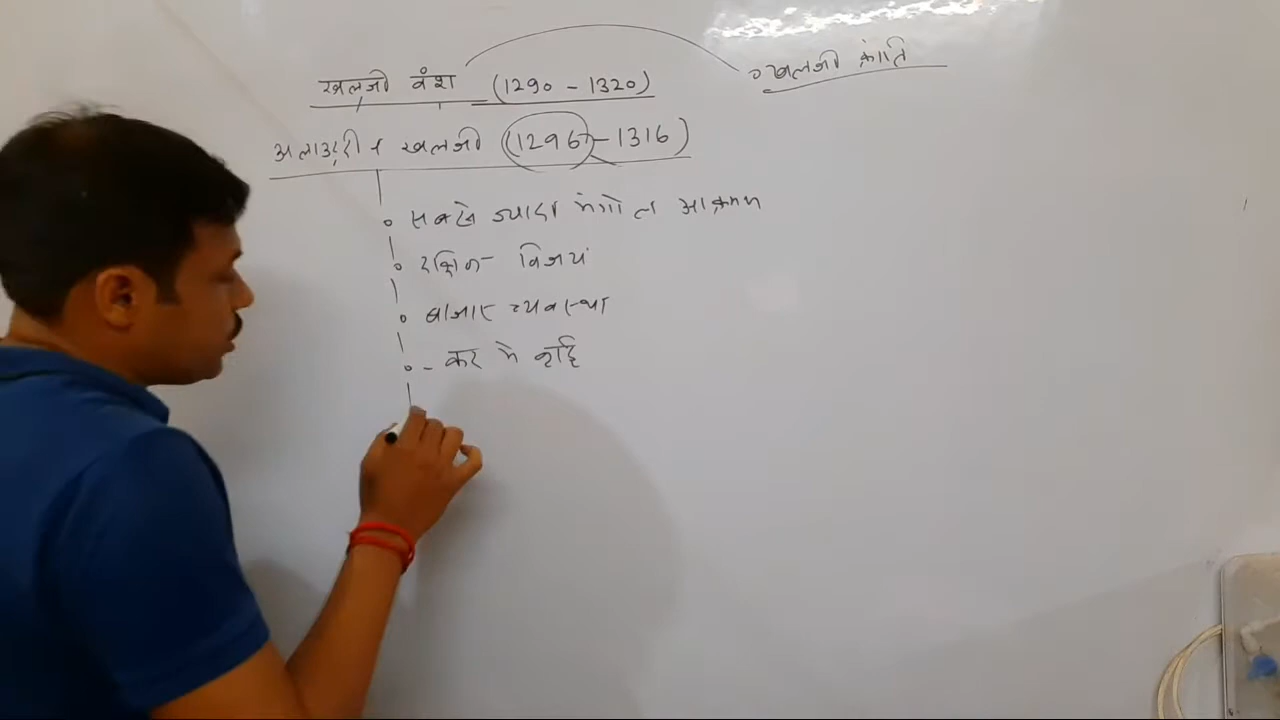 खलजी वंश (1290 - 1320)
खलजी क्रांति
अलाउद्दीन खलजी (1296 - 1316)
सबसे ज्यादा मंगोल आक्रमण
दक्षिण विजय
बाजार व्यवस्था
- कर मे वृद्धि